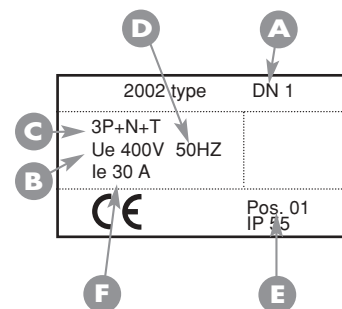 D A
2002 type DN 1
C 3P+N+T
B Ue 400V 50HZ
Ie 30 A
CE Pos. 01
IP 55
F E